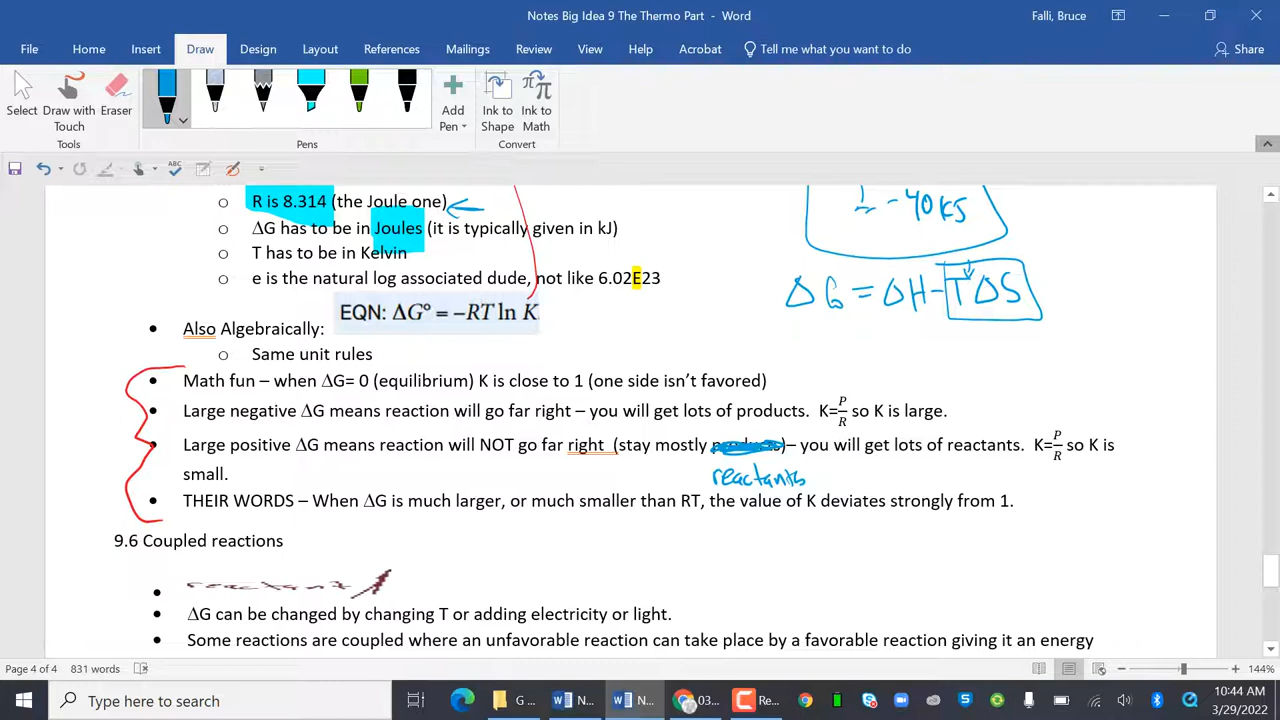 Notes Big Idea 9 The Thermo Part - Word
Falli, Bruce
File Home Insert Draw Design Layout References Mailings Review View Help Acrobat Tell me what you want to do Share
Select Draw with Touch Eraser Add Pen Ink to Shape Ink to Math
Tools Pens Convert
ABC
o R is 8.314 (the Joule one)
o ΔG has to be in Joules (it is typically given in kJ)
o T has to be in Kelvin
o e is the natural log associated dude, not like 6.02E23
- 40 KJ
ΔG = ΔH - TΔS
EQN: ΔG° = –RT ln K
• Also Algebraically:
o Same unit rules
• Math fun – when ΔG= 0 (equilibrium) K is close to 1 (one side isn't favored)
• Large negative ΔG means reaction will go far right – you will get lots of products. K=P/R so K is large.
• Large positive ΔG means reaction will NOT go far right (stay mostly products)– you will get lots of reactants. K=P/R so K is
small.
reactants
• THEIR WORDS – When ΔG is much larger, or much smaller than RT, the value of K deviates strongly from 1.
9.6 Coupled reactions
• reactant
• ΔG can be changed by changing T or adding electricity or light.
• Some reactions are coupled where an unfavorable reaction can take place by a favorable reaction giving it an energy
Page 4 of 4 831 words 144%
Type here to search
G ... N... N... 03... Re...
10:44 AM
3/29/2022